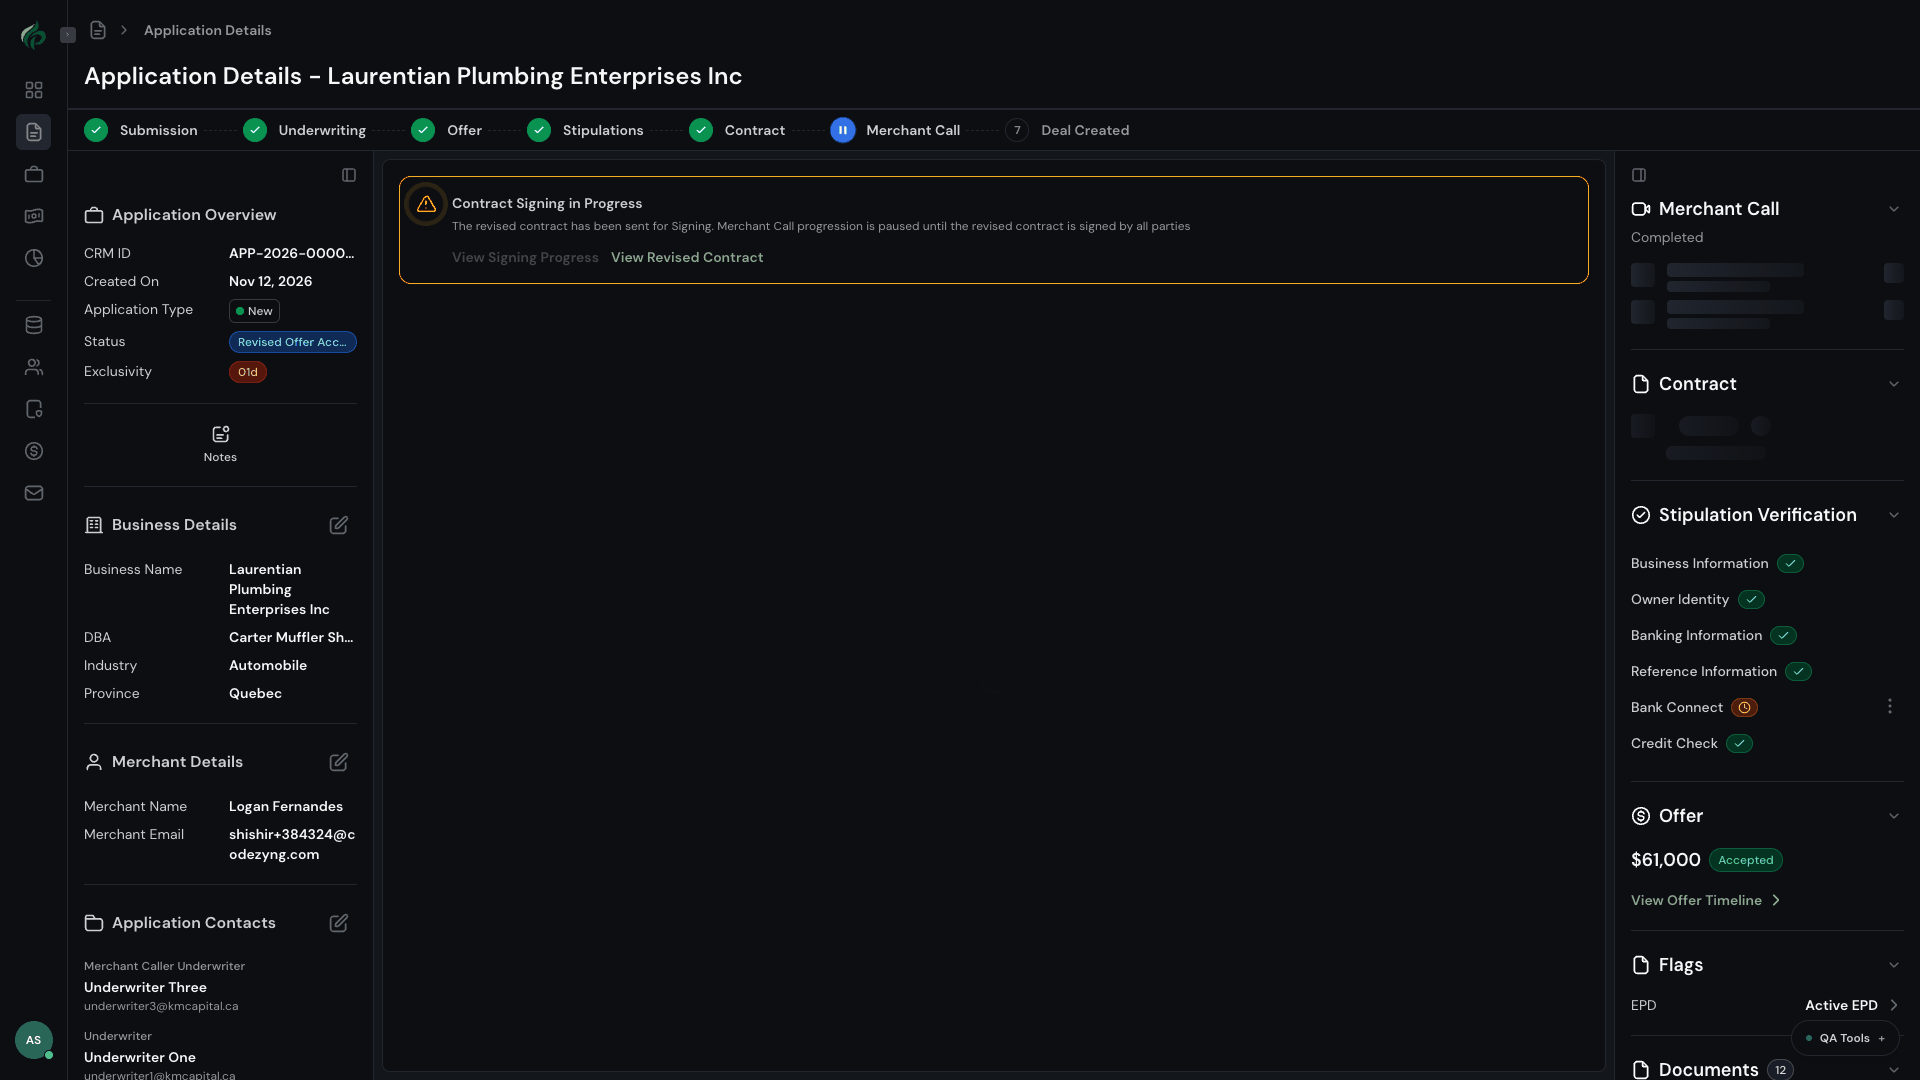 Application Details
Application Details - Laurentian Plumbing Enterprises Inc
Submission
Underwriting
Offer
Stipulations
Contract
Merchant Call
7
Deal Created
Application Overview
CRM ID
APP-2026-0000...
Created On
Nov 12, 2026
Application Type
New
Status
Revised Offer Acc...
Exclusivity
01d
Notes
Business Details
Business Name
Laurentian
Plumbing
Enterprises Inc
DBA
Carter Muffler Sh...
Industry
Automobile
Province
Quebec
Merchant Details
Merchant Name
Logan Fernandes
Merchant Email
shishir+384324@c
odezyng.com
Application Contacts
Merchant Caller Underwriter
Underwriter Three
underwriter3@kmcapital.ca
Underwriter
Underwriter One
underwriter1@kmcapital.ca
AS
Contract Signing in Progress
The revised contract has been sent for Signing. Merchant Call progression is paused until the revised contract is signed by all parties
View Signing Progress
View Revised Contract
Merchant Call
Completed
Contract
Stipulation Verification
Business Information
Owner Identity
Banking Information
Reference Information
Bank Connect
Credit Check
Offer
$61,000
Accepted
View Offer Timeline
Flags
EPD
Active EPD
QA Tools +
Documents
12